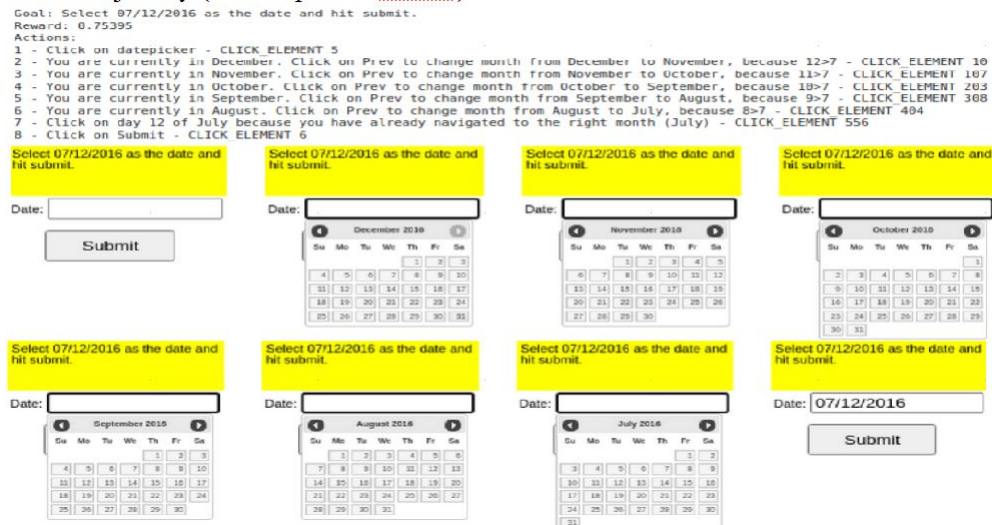 Goal: Select 07/12/2016 as the date and hit submit.
Reward: 0.75395
Actions:
1 - Click on datepicker - CLICK_ELEMENT 5
2 - You are currently in December. Click on Prev to change month from December to November, because 12>7 - CLICK_ELEMENT 10
3 - You are currently in November. Click on Prev to change month from November to October, because 11>7 - CLICK_ELEMENT 107
4 - You are currently in October. Click on Prev to change month from October to September, because 10>7 - CLICK_ELEMENT 203
5 - You are currently in September. Click on Prev to change month from September to August, because 9>7 - CLICK_ELEMENT 308
6 - You are currently in August. Click on Prev to change month from August to July, because 8>7 - CLICK_ELEMENT 404
7 - Click on day 12 of July because you have already navigated to the right month (July) - CLICK_ELEMENT 556
8 - Click on Submit - CLICK ELEMENT 6
Select 07/12/2016 as the date and
hit submit.
Date:
Submit
Select 07/12/2016 as the date and
hit submit.
Date:
December 2016
Su Mo Tu We Th Fr Sa
1 2 3
4 5 6 7 8 9 10
11 12 13 14 15 16 17
18 19 20 21 22 23 24
25 26 27 28 29 30 31
Select 07/12/2016 as the date and
hit submit.
Date:
November 2016
Su Mo Tu We Th Fr Sa
1 2 3 4 5
6 7 8 9 10 11 12
13 14 15 16 17 18 19
20 21 22 23 24 25 26
27 28 29 30
Select 07/12/2016 as the date and
hit submit.
Date:
October 2016
Su Mo Tu We Th Fr Sa
1
2 3 4 5 6 7 8
9 10 11 12 13 14 15
16 17 18 19 20 21 22
23 24 25 26 27 28 29
30 31
Select 07/12/2016 as the date and
hit submit.
Date:
September 2016
Su Mo Tu We Th Fr Sa
1 2 3
4 5 6 7 8 9 10
11 12 13 14 15 16 17
18 19 20 21 22 23 24
25 26 27 28 29 30
Select 07/12/2016 as the date and
hit submit.
Date:
August 2016
Su Mo Tu We Th Fr Sa
1 2 3 4 5 6
7 8 9 10 11 12 13
14 15 16 17 18 19 20
21 22 23 24 25 26 27
28 29 30 31
Select 07/12/2016 as the date and
hit submit.
Date:
July 2016
Su Mo Tu We Th Fr Sa
1 2
3 4 5 6 7 8 9
10 11 12 13 14 15 16
17 18 19 20 21 22 23
24 25 26 27 28 29 30
31
Select 07/12/2016 as the date and
hit submit.
Date: 07/12/2016
Submit